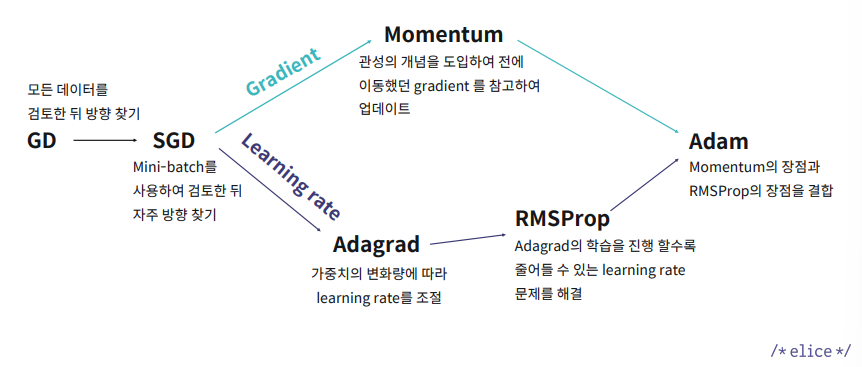 모든 데이터를
검토한 뒤 방향 찾기
GD
SGD
Mini-batch를
사용하여 검토한 뒤
자주 방향 찾기
Gradient
Learning rate
Momentum
관성의 개념을 도입하여 전에
이동했던 gradient 를 참고하여
업데이트
Adagrad
가중치의 변화량에 따라
learning rate를 조절
RMSProp
Adagrad의 학습을 진행 할수록
줄어들 수 있는 learning rate
문제를 해결
Adam
Momentum의 장점과
RMSProp의 장점을 결합
/* elice */